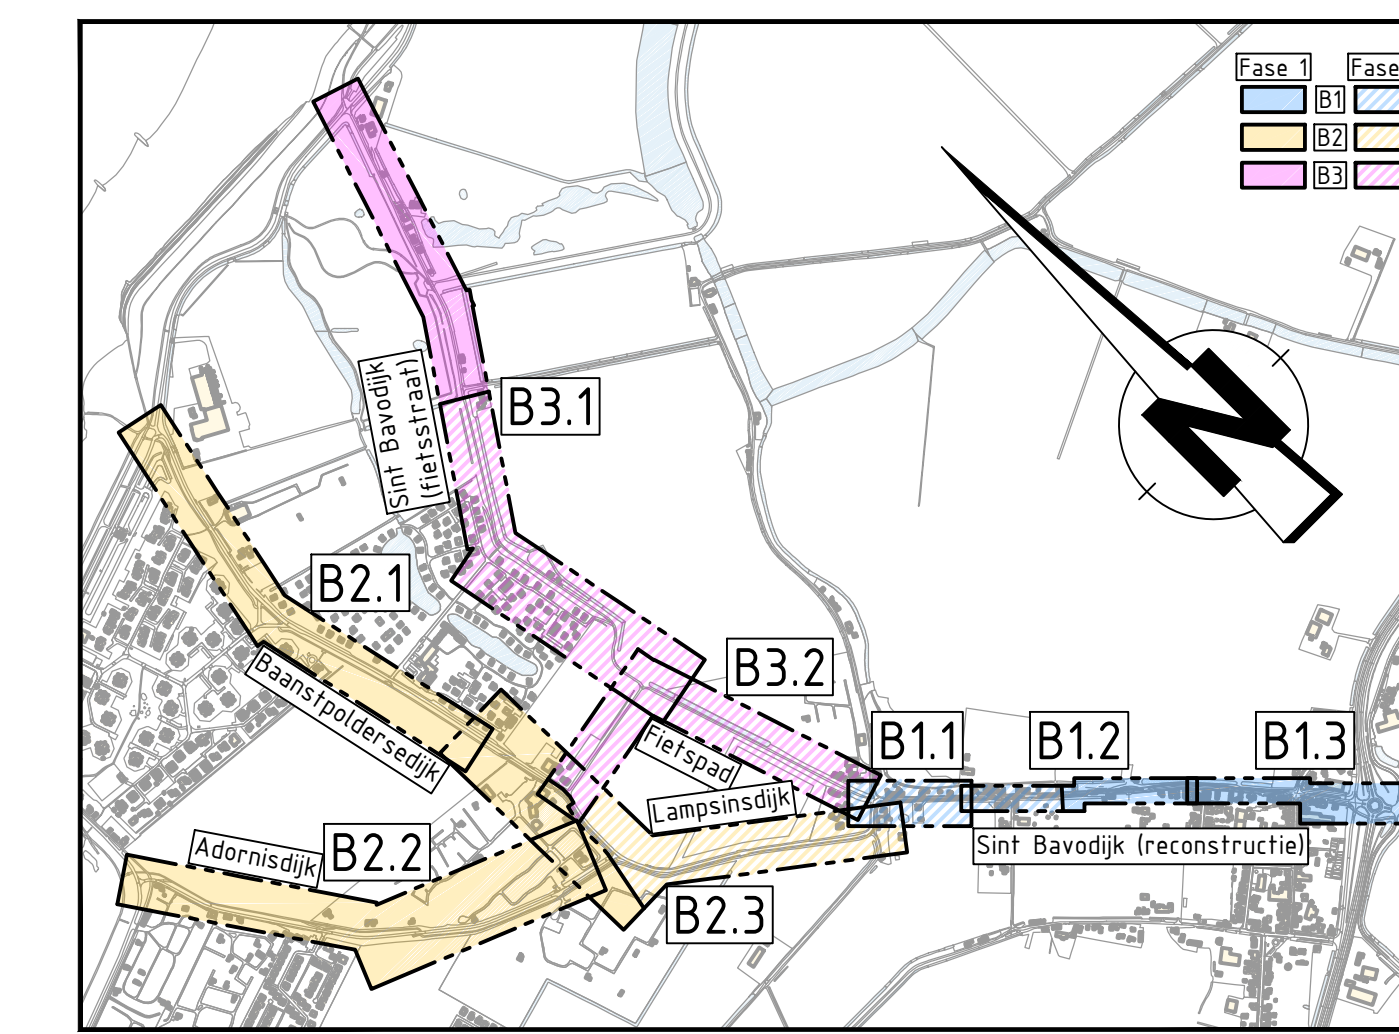 Fase 1 Fase
B1
B2
B3
N
B3.1
Sint Bavodijk
(fietsstraat)
B2.1
Baanstpoldersedijk
B3.2
Fietspad
Lampsinsdijk
B1.1
B1.2
B1.3
Sint Bavodijk (reconstructie)
Adornisdijk
B2.2
B2.3